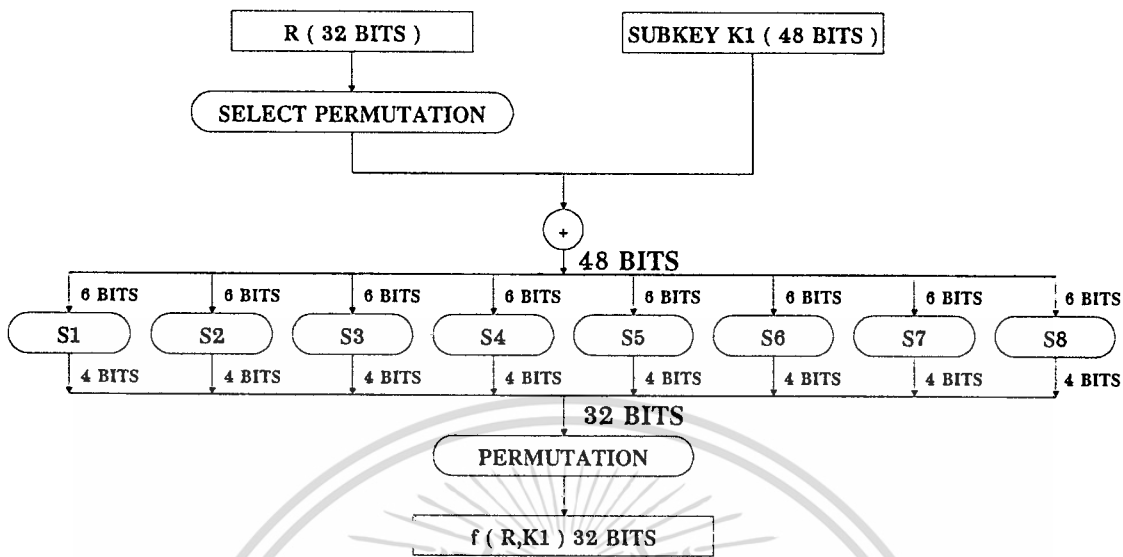 R ( 32 BITS )
SUBKEY K1 ( 48 BITS )
SELECT PERMUTATION
+
48 BITS
6 BITS 6 BITS 6 BITS 6 BITS 6 BITS 6 BITS 6 BITS 6 BITS
S1 S2 S3 S4 S5 S6 S7 S8
4 BITS 4 BITS 4 BITS 4 BITS 4 BITS 4 BITS 4 BITS 4 BITS
32 BITS
PERMUTATION
f ( R,K1 ) 32 BITS